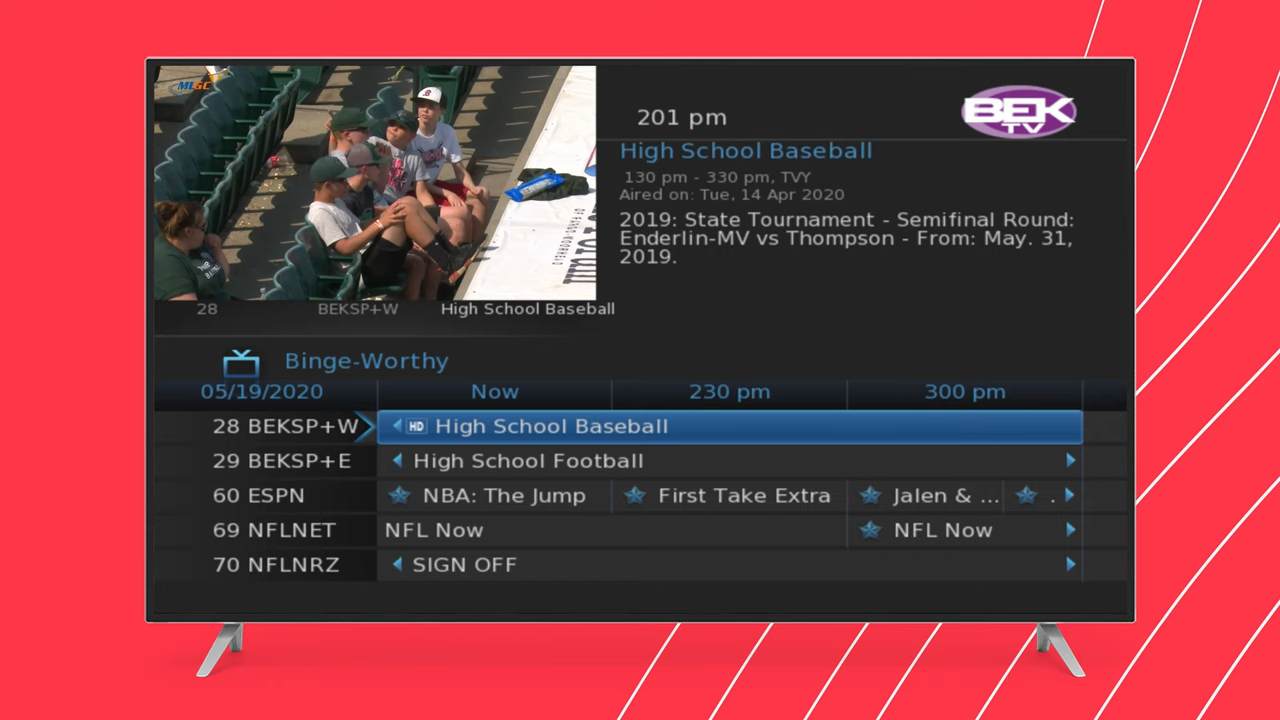 MLGC
201 pm
BEK
TV
High School Baseball
130 pm - 330 pm, TVY
Aired on: Tue, 14 Apr 2020
2019: State Tournament - Semifinal Round:
Enderlin-MV vs Thompson - From: May. 31,
2019.
28 BEKSP+W High School Baseball
Binge-Worthy
05/19/2020 Now 230 pm 300 pm
28 BEKSP+W HD High School Baseball
29 BEKSP+E High School Football
60 ESPN NBA: The Jump First Take Extra Jalen & ... .
69 NFLNET NFL Now NFL Now
70 NFLNRZ SIGN OFF